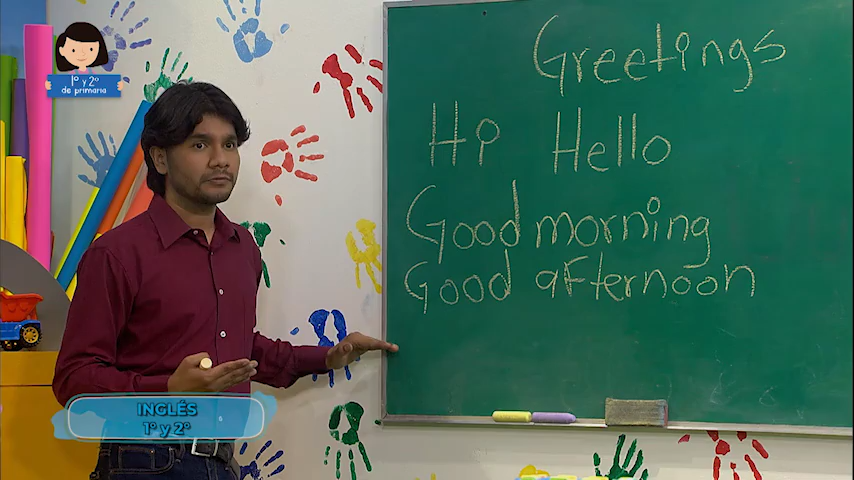 1° y 2°
de primaria
Greetings
Hi Hello
Good morning
Good afternoon
INGLÉS
1° y 2°